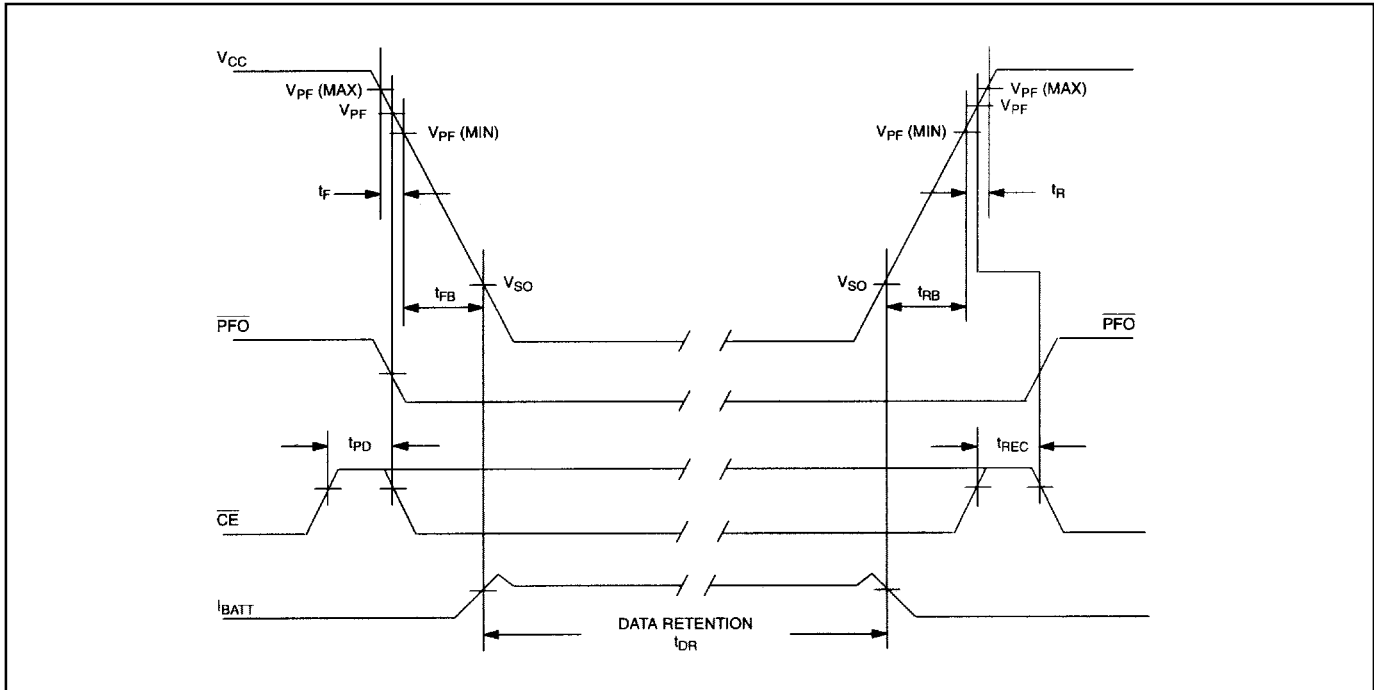 VCC
VPF (MAX)
VPF
VPF (MIN)
tF
tFB
VSO
VPF (MAX)
VPF
VPF (MIN)
tR
VSO
tRB
PFO
PFO
tPD
tREC
CE
IBATT
DATA RETENTION
tDR